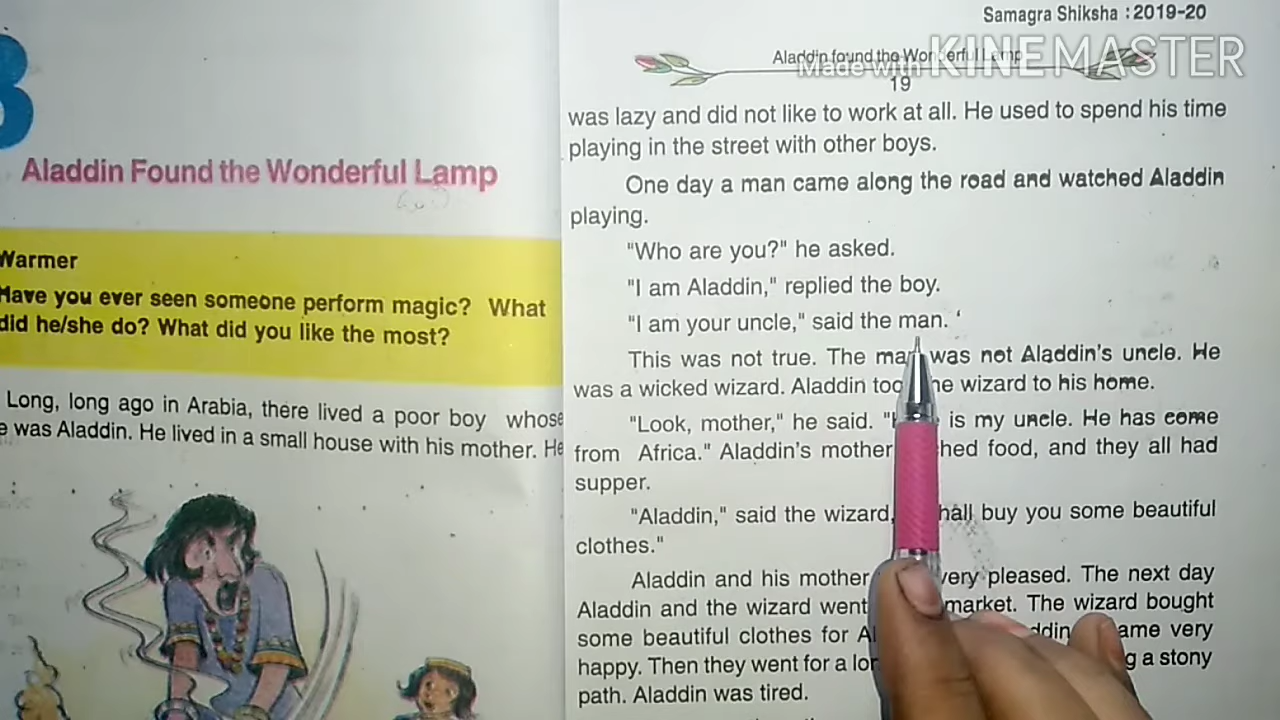 8
Aladdin Found the Wonderful Lamp
Warmer
Have you ever seen someone perform magic? What
did he/she do? What did you like the most?
Long, long ago in Arabia, there lived a poor boy whose
was Aladdin. He lived in a small house with his mother. He
Samagra Shiksha : 2019-20
Aladdin found the Wonderful Lamp
Made with KINEMASTER
19
was lazy and did not like to work at all. He used to spend his time
playing in the street with other boys.
One day a man came along the road and watched Aladdin
playing.
"Who are you?" he asked.
"I am Aladdin," replied the boy.
"I am your uncle," said the man. ‘
This was not true. The man was not Aladdin's uncle. He
was a wicked wizard. Aladdin took the wizard to his home.
"Look, mother," he said. " is my uncle. He has come
from Africa." Aladdin's mother food, and they all had
supper.
"Aladdin," said the wizard, shall buy you some beautiful
clothes."
Aladdin and his mother very pleased. The next day
Aladdin and the wizard went market. The wizard bought
some beautiful clothes for very
happy. Then they went for a a stony
path. Aladdin was tired.